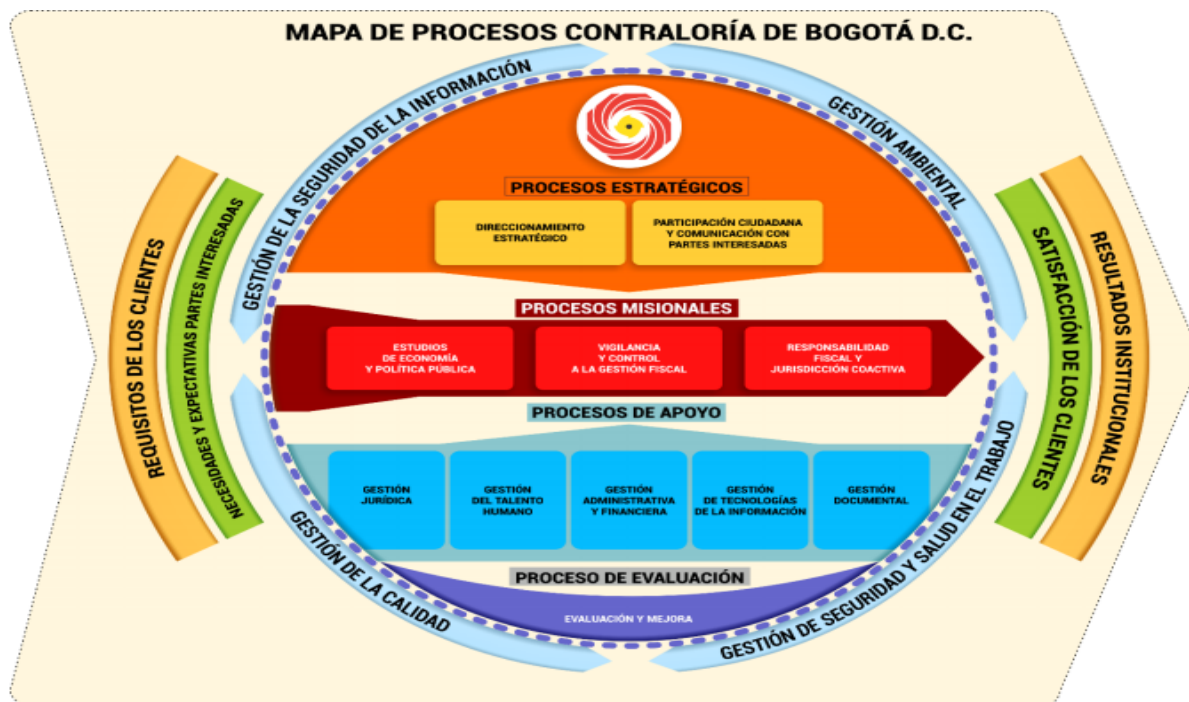 MAPA DE PROCESOS CONTRALORÍA DE BOGOTÁ D.C.
GESTIÓN DE LA SEGURIDAD DE LA INFORMACIÓN
GESTIÓN AMBIENTAL
REQUISITOS DE LOS CLIENTES
NECESIDADES Y EXPECTATIVAS PARTES INTERESADAS
PROCESOS ESTRATÉGICOS
DIRECCIONAMIENTO
ESTRATÉGICO
PARTICIPACIÓN CIUDADANA
Y COMUNICACIÓN CON
PARTES INTERESADAS
PROCESOS MISIONALES
ESTUDIOS
DE ECONOMÍA
Y POLÍTICA PÚBLICA
VIGILANCIA
Y CONTROL
A LA GESTIÓN FISCAL
RESPONSABILIDAD
FISCAL Y
JURISDICCIÓN COACTIVA
PROCESOS DE APOYO
GESTIÓN
JURÍDICA
GESTIÓN
DEL TALENTO
HUMANO
GESTIÓN
ADMINISTRATIVA
Y FINANCIERA
GESTIÓN
DE TECNOLOGÍAS
DE LA INFORMACIÓN
GESTIÓN
DOCUMENTAL
PROCESO DE EVALUACIÓN
EVALUACIÓN Y MEJORA
GESTIÓN DE LA CALIDAD
GESTIÓN DE SEGURIDAD Y SALUD EN EL TRABAJO
SATISFACCIÓN DE LOS CLIENTES
RESULTADOS INSTITUCIONALES